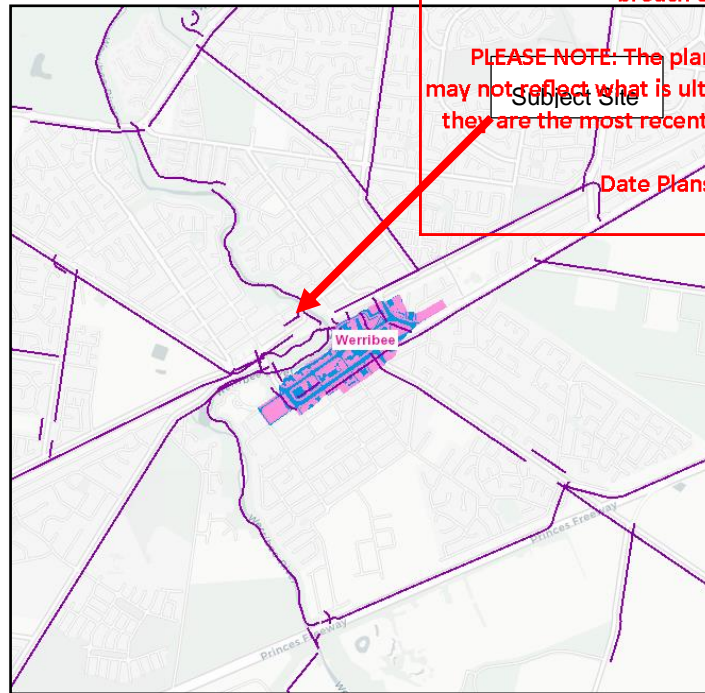 PLEASE NOTE: The plan
may not reflect what is ult
Subject Site
they are the most recent
Date Plans
Werribee
Princes Freeway
Princes Freeway